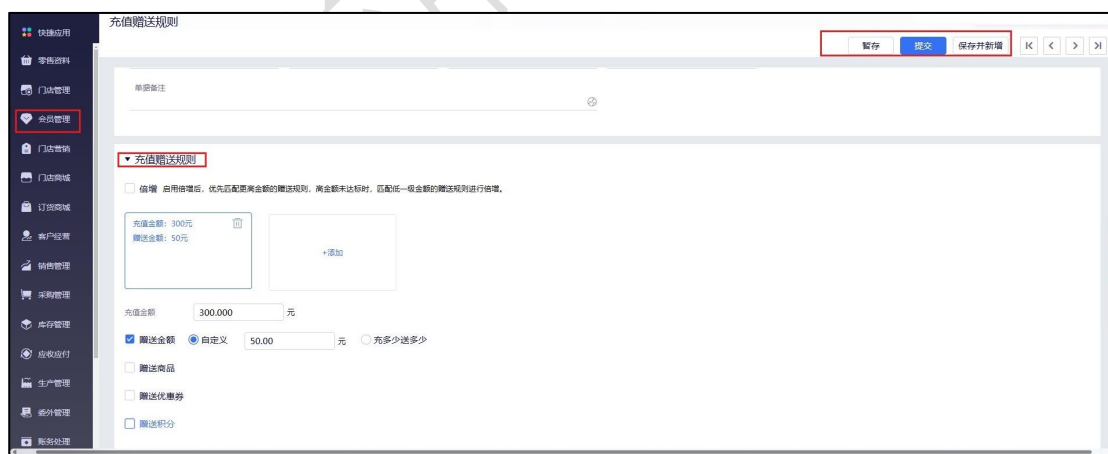 充值赠送规则
快捷应用
零售资料
门店管理
会员管理
门店营销
门店商城
订货商城
客户经营
销售管理
采购管理
库存管理
应收应付
生产管理
委外管理
账务处理
暂存 提交 保存并新增
单据备注
▼ 充值赠送规则
倍增 启用倍增后，优先匹配更高金额的赠送规则，高金额未达标时，匹配低一级金额的赠送规则进行倍增。
充值金额：300元
赠送金额：50元
+添加
充值金额 300.000 元
赠送金额 自定义 50.00 元 充多少送多少
赠送商品
赠送优惠券
赠送积分